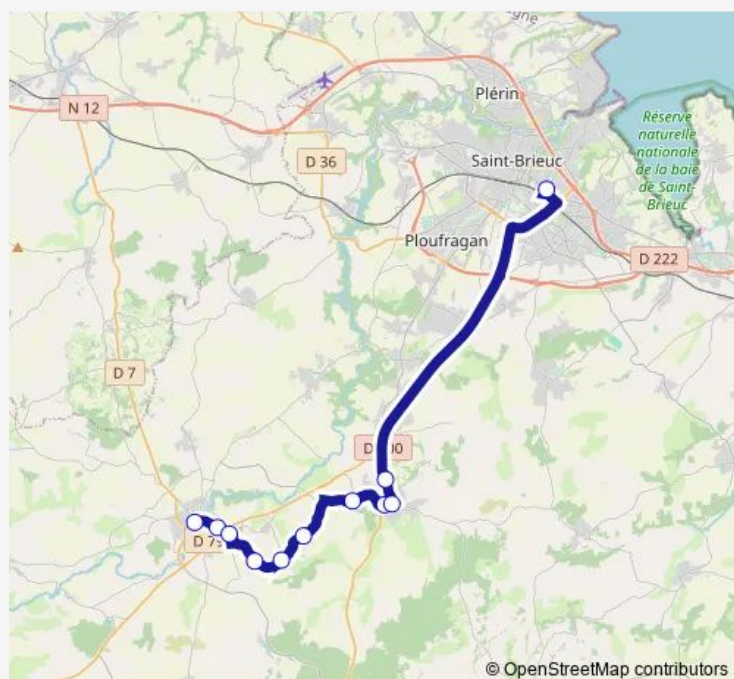 Plérin
N 12
Réserve
naturelle
nationale
de la baie
de Saint-
Brieuc
D 36
Saint-Brieuc
Ploufragan
D 222
D 7
© OpenStreetMap contributors